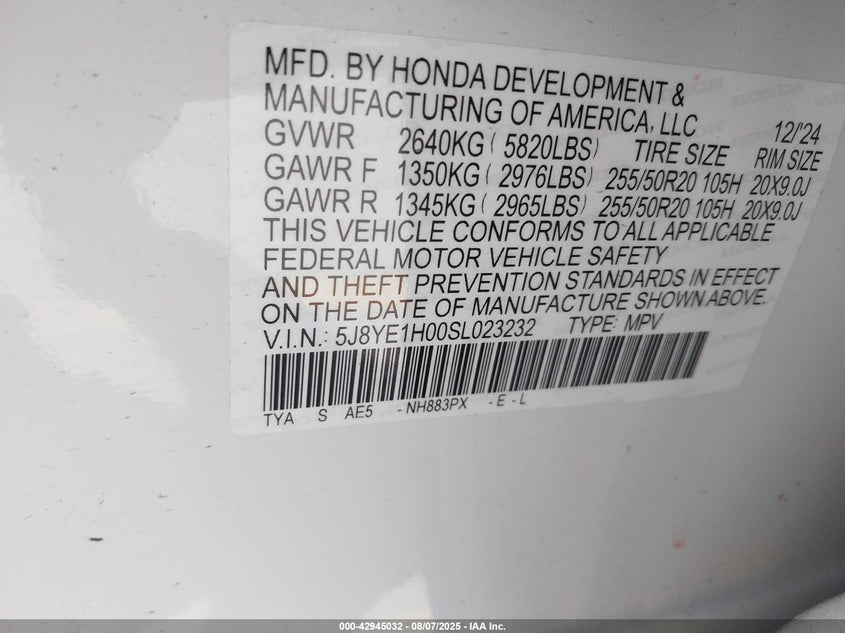 MFD. BY HONDA DEVELOPMENT &
MANUFACTURING OF AMERICA, LLC 12/'24
GVWR 2640KG ( 5820LBS) TIRE SIZE RIM SIZE
GAWR F 1350KG ( 2976LBS) 255/50R20 105H 20X9.0J
GAWR R 1345KG ( 2965LBS) 255/50R20 105H 20X9.0J
THIS VEHICLE CONFORMS TO ALL APPLICABLE
FEDERAL MOTOR VEHICLE SAFETY
AND THEFT PREVENTION STANDARDS IN EFFECT
ON THE DATE OF MANUFACTURE SHOWN ABOVE.
V.I.N.: 5J8YE1H00SL023232 TYPE: MPV
TYA S AE5 -NH883PX -E-L
000-42945032 - 08/07/2025 - IAA Inc.